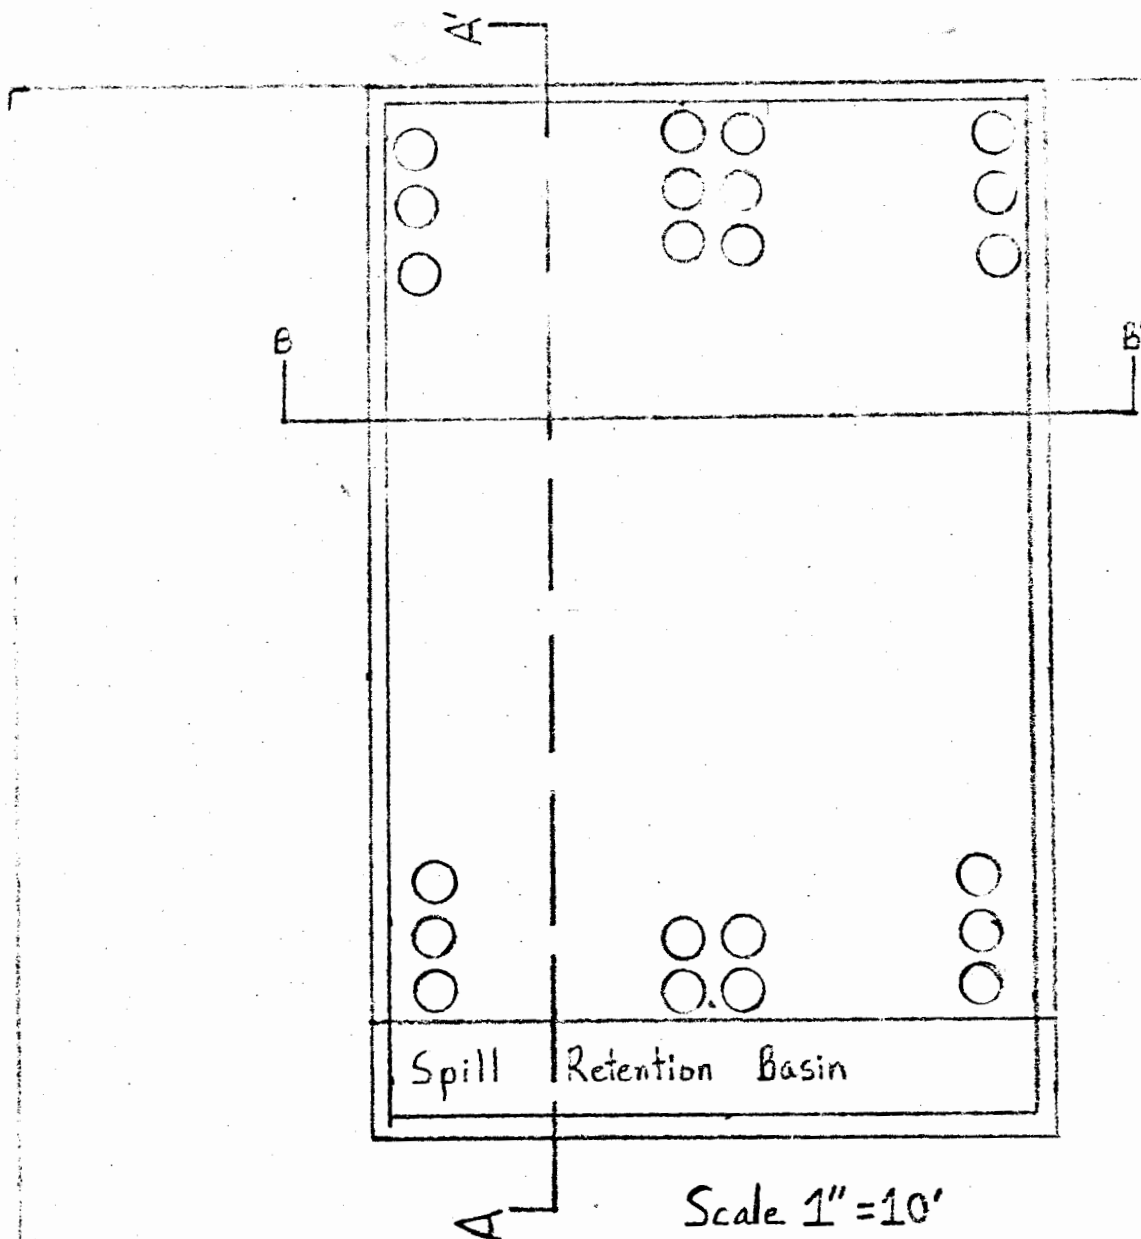 A'
B B'
Spill Retention Basin
Scale 1" = 10'
A